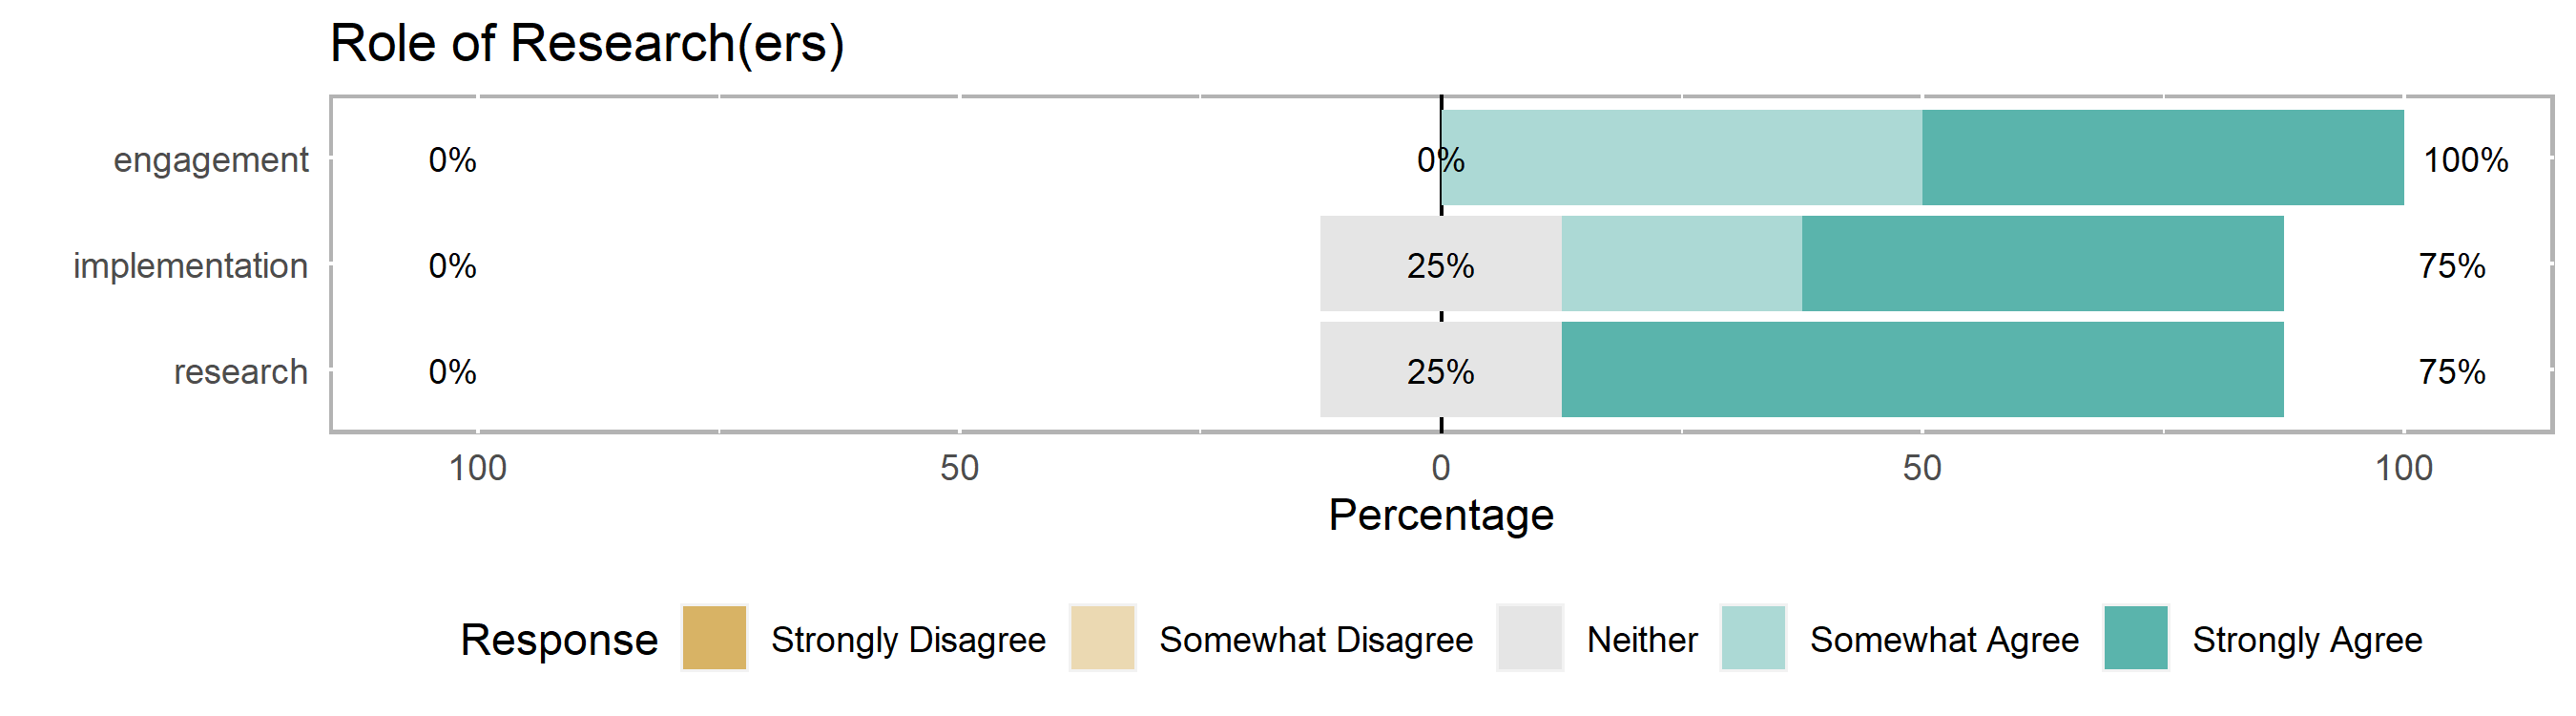 Role of Research(ers)
engagement 0% 0% 100%
implementation 0% 25% 75%
research 0% 25% 75%
100 50 0 50 100
Percentage
Response Strongly Disagree Somewhat Disagree Neither Somewhat Agree Strongly Agree